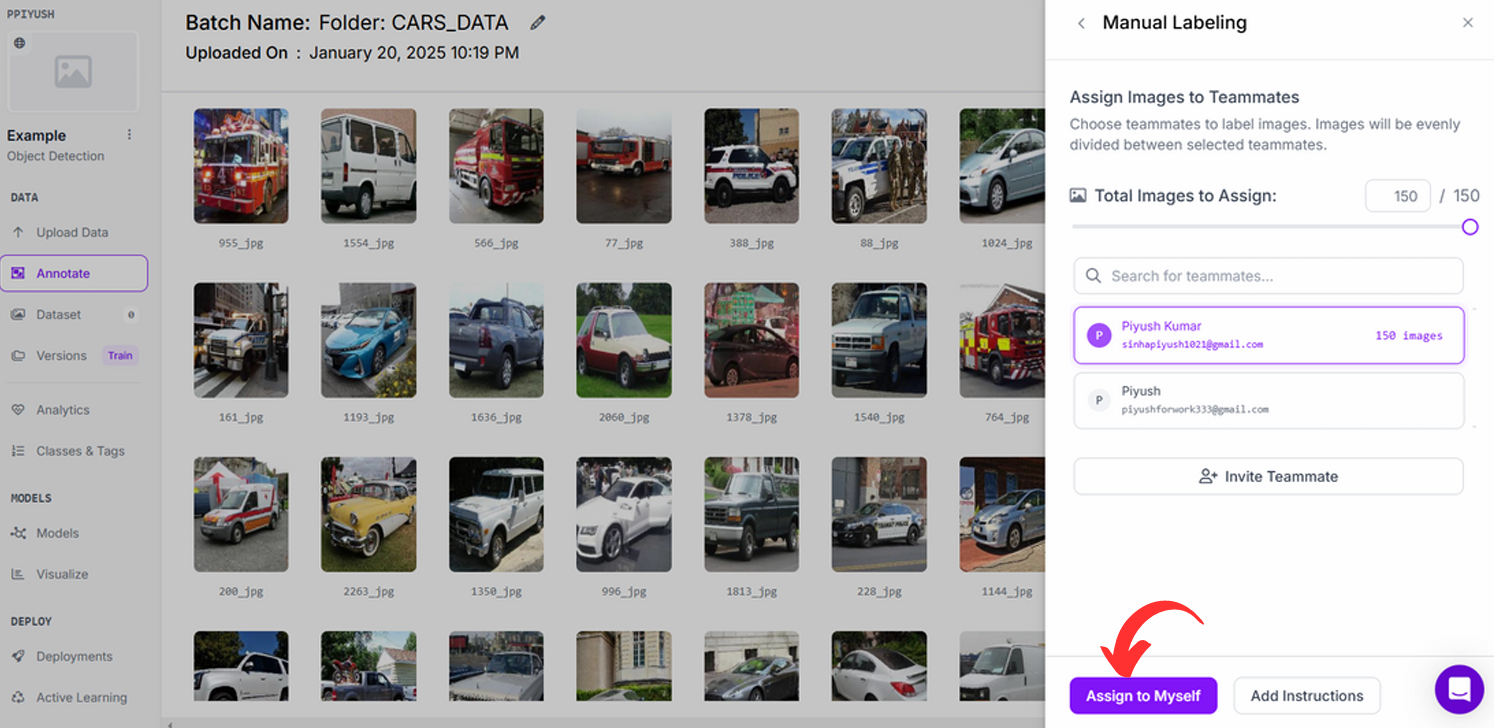 PPIYUSH
Example
Object Detection
DATA
Upload Data
Annotate
Dataset 0
Versions Train
Analytics
Classes & Tags
MODELS
Models
Visualize
DEPLOY
Deployments
Active Learning
Batch Name: Folder: CARS_DATA
Uploaded On : January 20, 2025 10:19 PM
955_jpg 1554_jpg 566_jpg 77_jpg 388_jpg 88_jpg 1024_jpg
161_jpg 1193_jpg 1636_jpg 2060_jpg 1378_jpg 1540_jpg 764_jpg
TRANSIT POLICE
200_jpg 2263_jpg 1350_jpg 996_jpg 1813_jpg 228_jpg 1144_jpg
Manual Labeling
Assign Images to Teammates
Choose teammates to label images. Images will be evenly
divided between selected teammates.
Total Images to Assign: 150 / 150
Search for teammates...
P Piyush Kumar
sinhapiyush1021@gmail.com
150 images
P Piyush
piyushforwork333@gmail.com
Invite Teammate
Assign to Myself Add Instructions